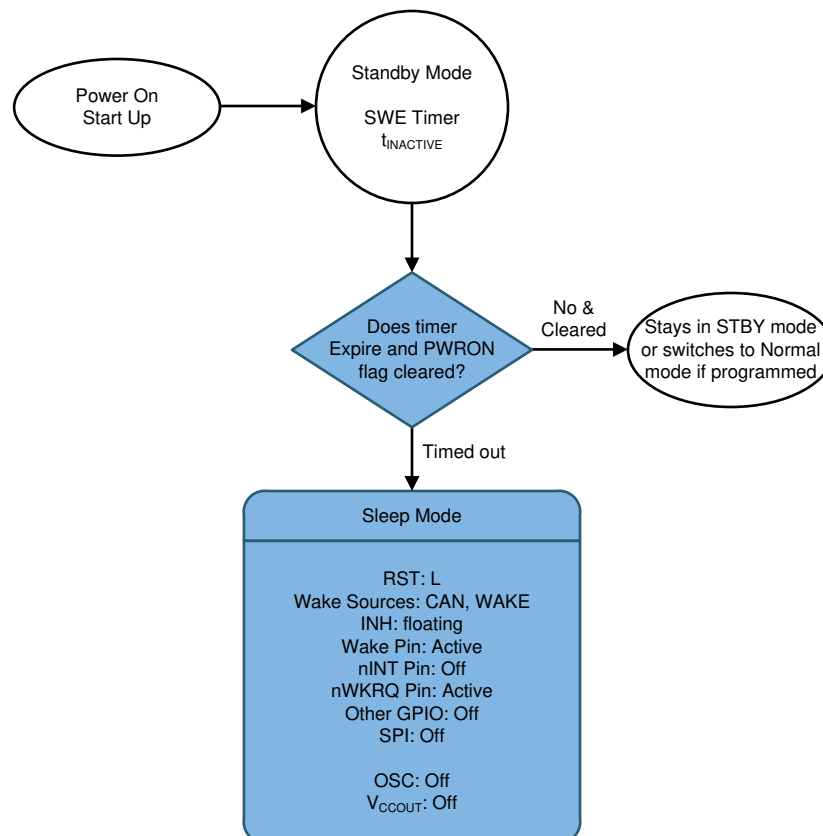 Power On
Start Up
Standby Mode
SWE Timer
tINACTIVE
Does timer
Expire and PWRON
flag cleared?
No &
Cleared
Stays in STBY mode
or switches to Normal
mode if programmed
Timed out
Sleep Mode
RST: L
Wake Sources: CAN, WAKE
INH: floating
Wake Pin: Active
nINT Pin: Off
nWKRQ Pin: Active
Other GPIO: Off
SPI: Off
OSC: Off
VCCOUT: Off